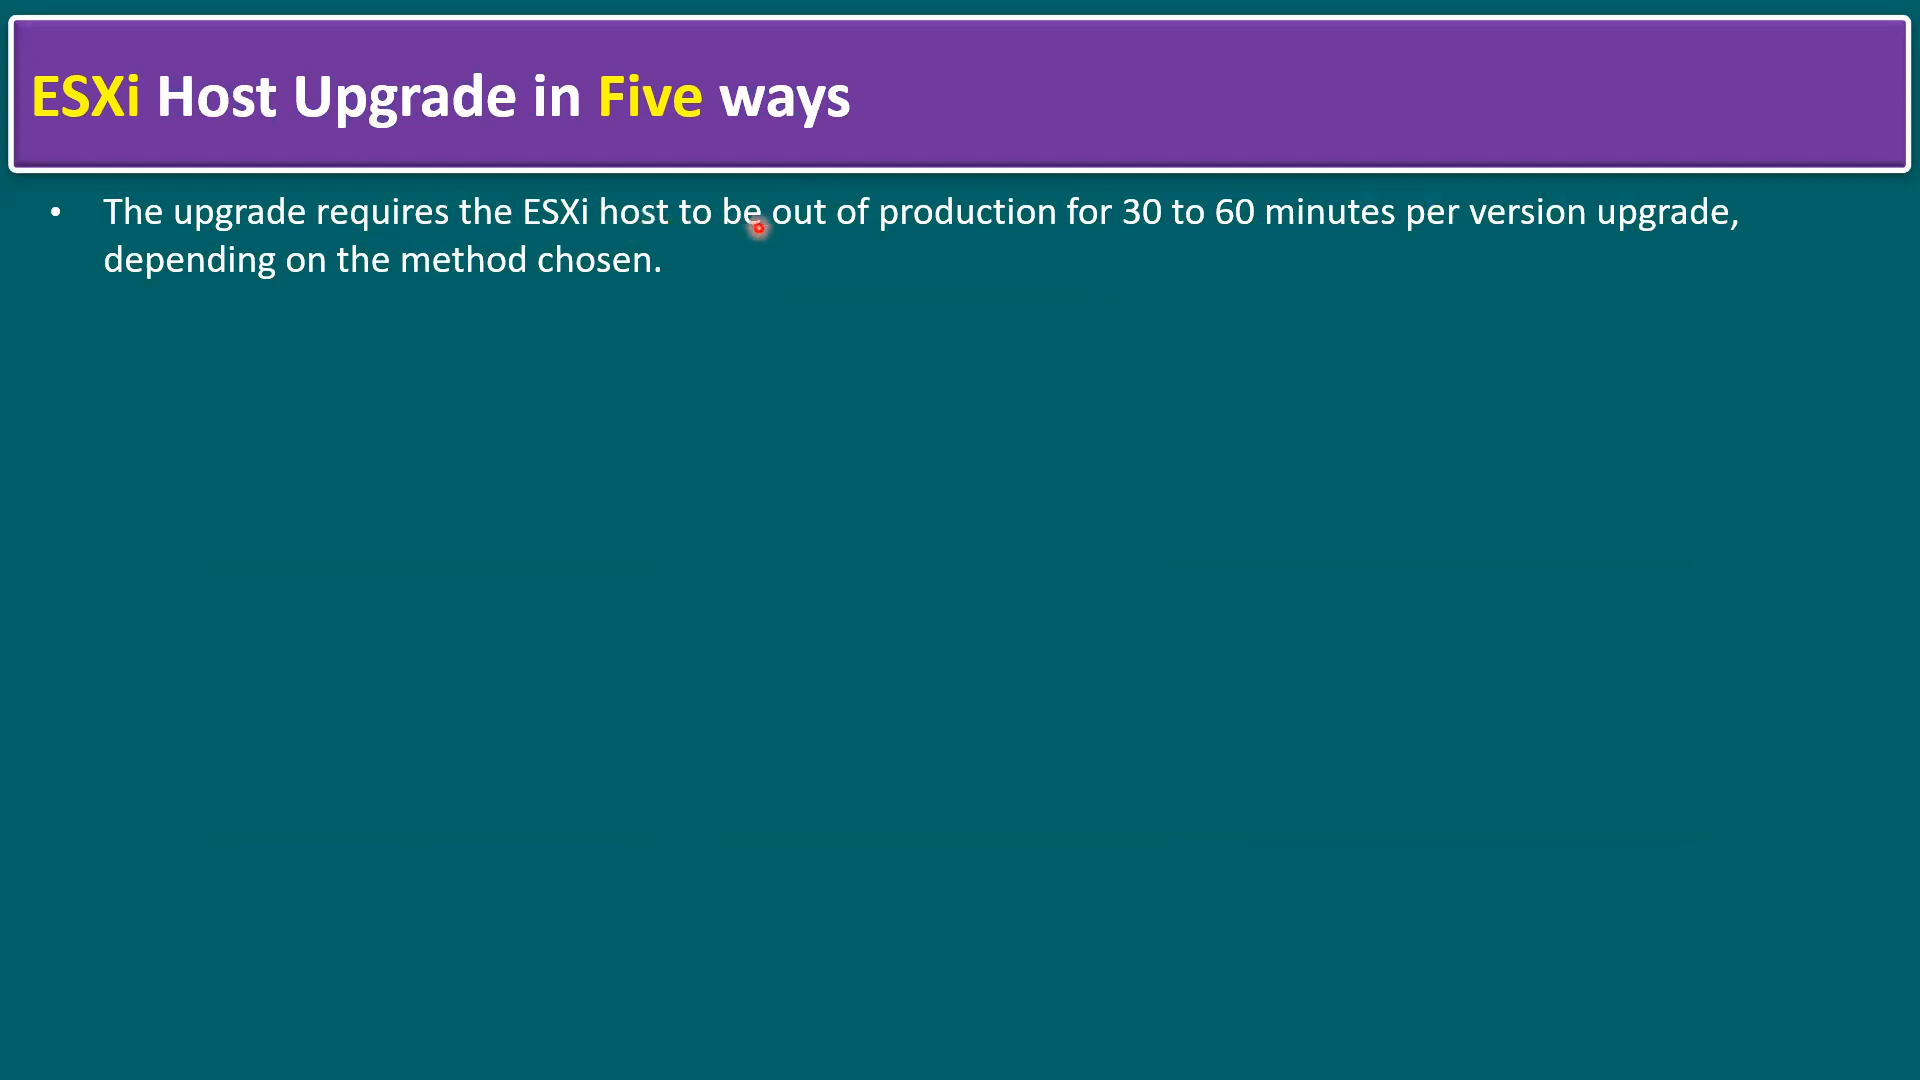 ESXi Host Upgrade in Five ways
• The upgrade requires the ESXi host to be out of production for 30 to 60 minutes per version upgrade,
depending on the method chosen.